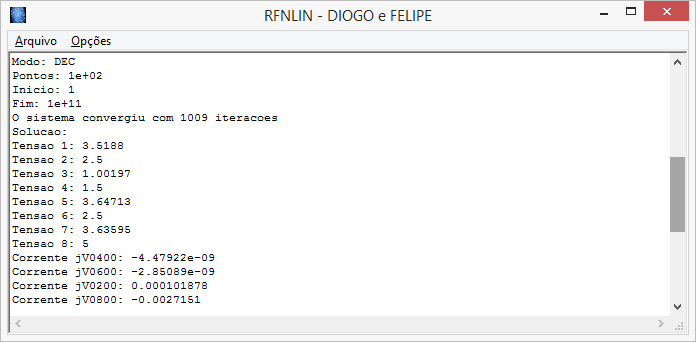 RFNLIN - DIOGO e FELIPE
Arquivo Opções
Modo: DEC
Pontos: 1e+02
Inicio: 1
Fim: 1e+11
O sistema convergiu com 1009 iteracoes
Solucao:
Tensao 1: 3.5188
Tensao 2: 2.5
Tensao 3: 1.00197
Tensao 4: 1.5
Tensao 5: 3.64713
Tensao 6: 2.5
Tensao 7: 3.63595
Tensao 8: 5
Corrente jV0400: -4.47922e-09
Corrente jV0600: -2.85089e-09
Corrente jV0200: 0.000101878
Corrente jV0800: -0.0027151